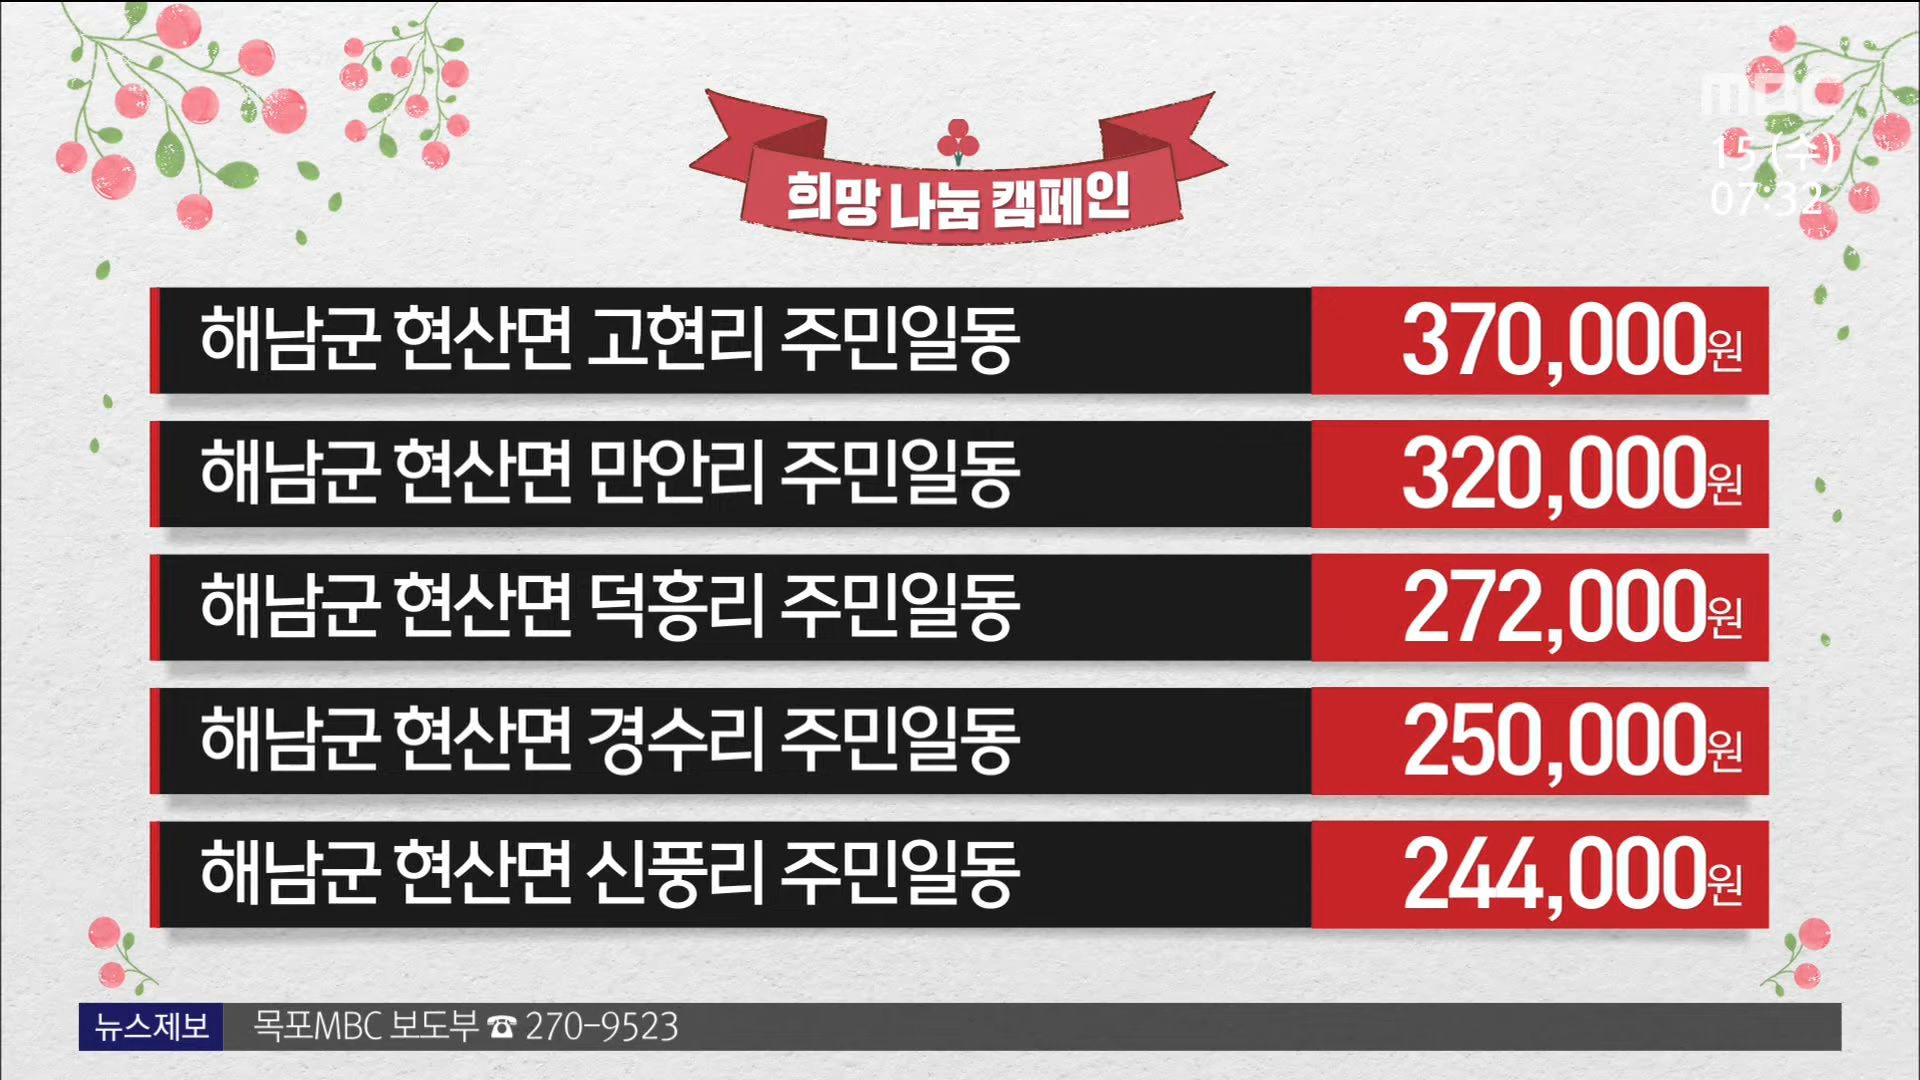 MBC
15 (수)
07:32
희망 나눔 캠페인
해남군 현산면 고현리 주민일동 370,000원
해남군 현산면 만안리 주민일동 320,000원
해남군 현산면 덕흥리 주민일동 272,000원
해남군 현산면 경수리 주민일동 250,000원
해남군 현산면 신풍리 주민일동 244,000원
뉴스제보 목포MBC 보도부 ☎ 270-9523